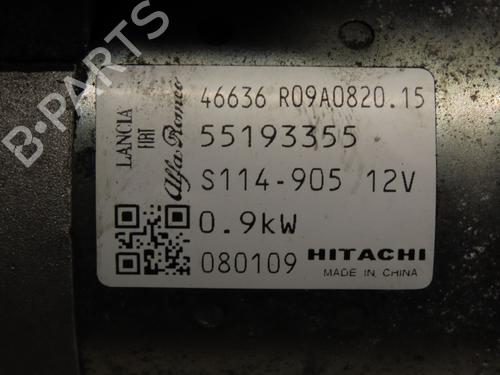 B-PARTS
LANCIA
FIAT
Alfa Romeo
46636 R09A0820.15
55193355
S114-905 12V
0.9kW
080109 HITACHI
MADE IN CHINA